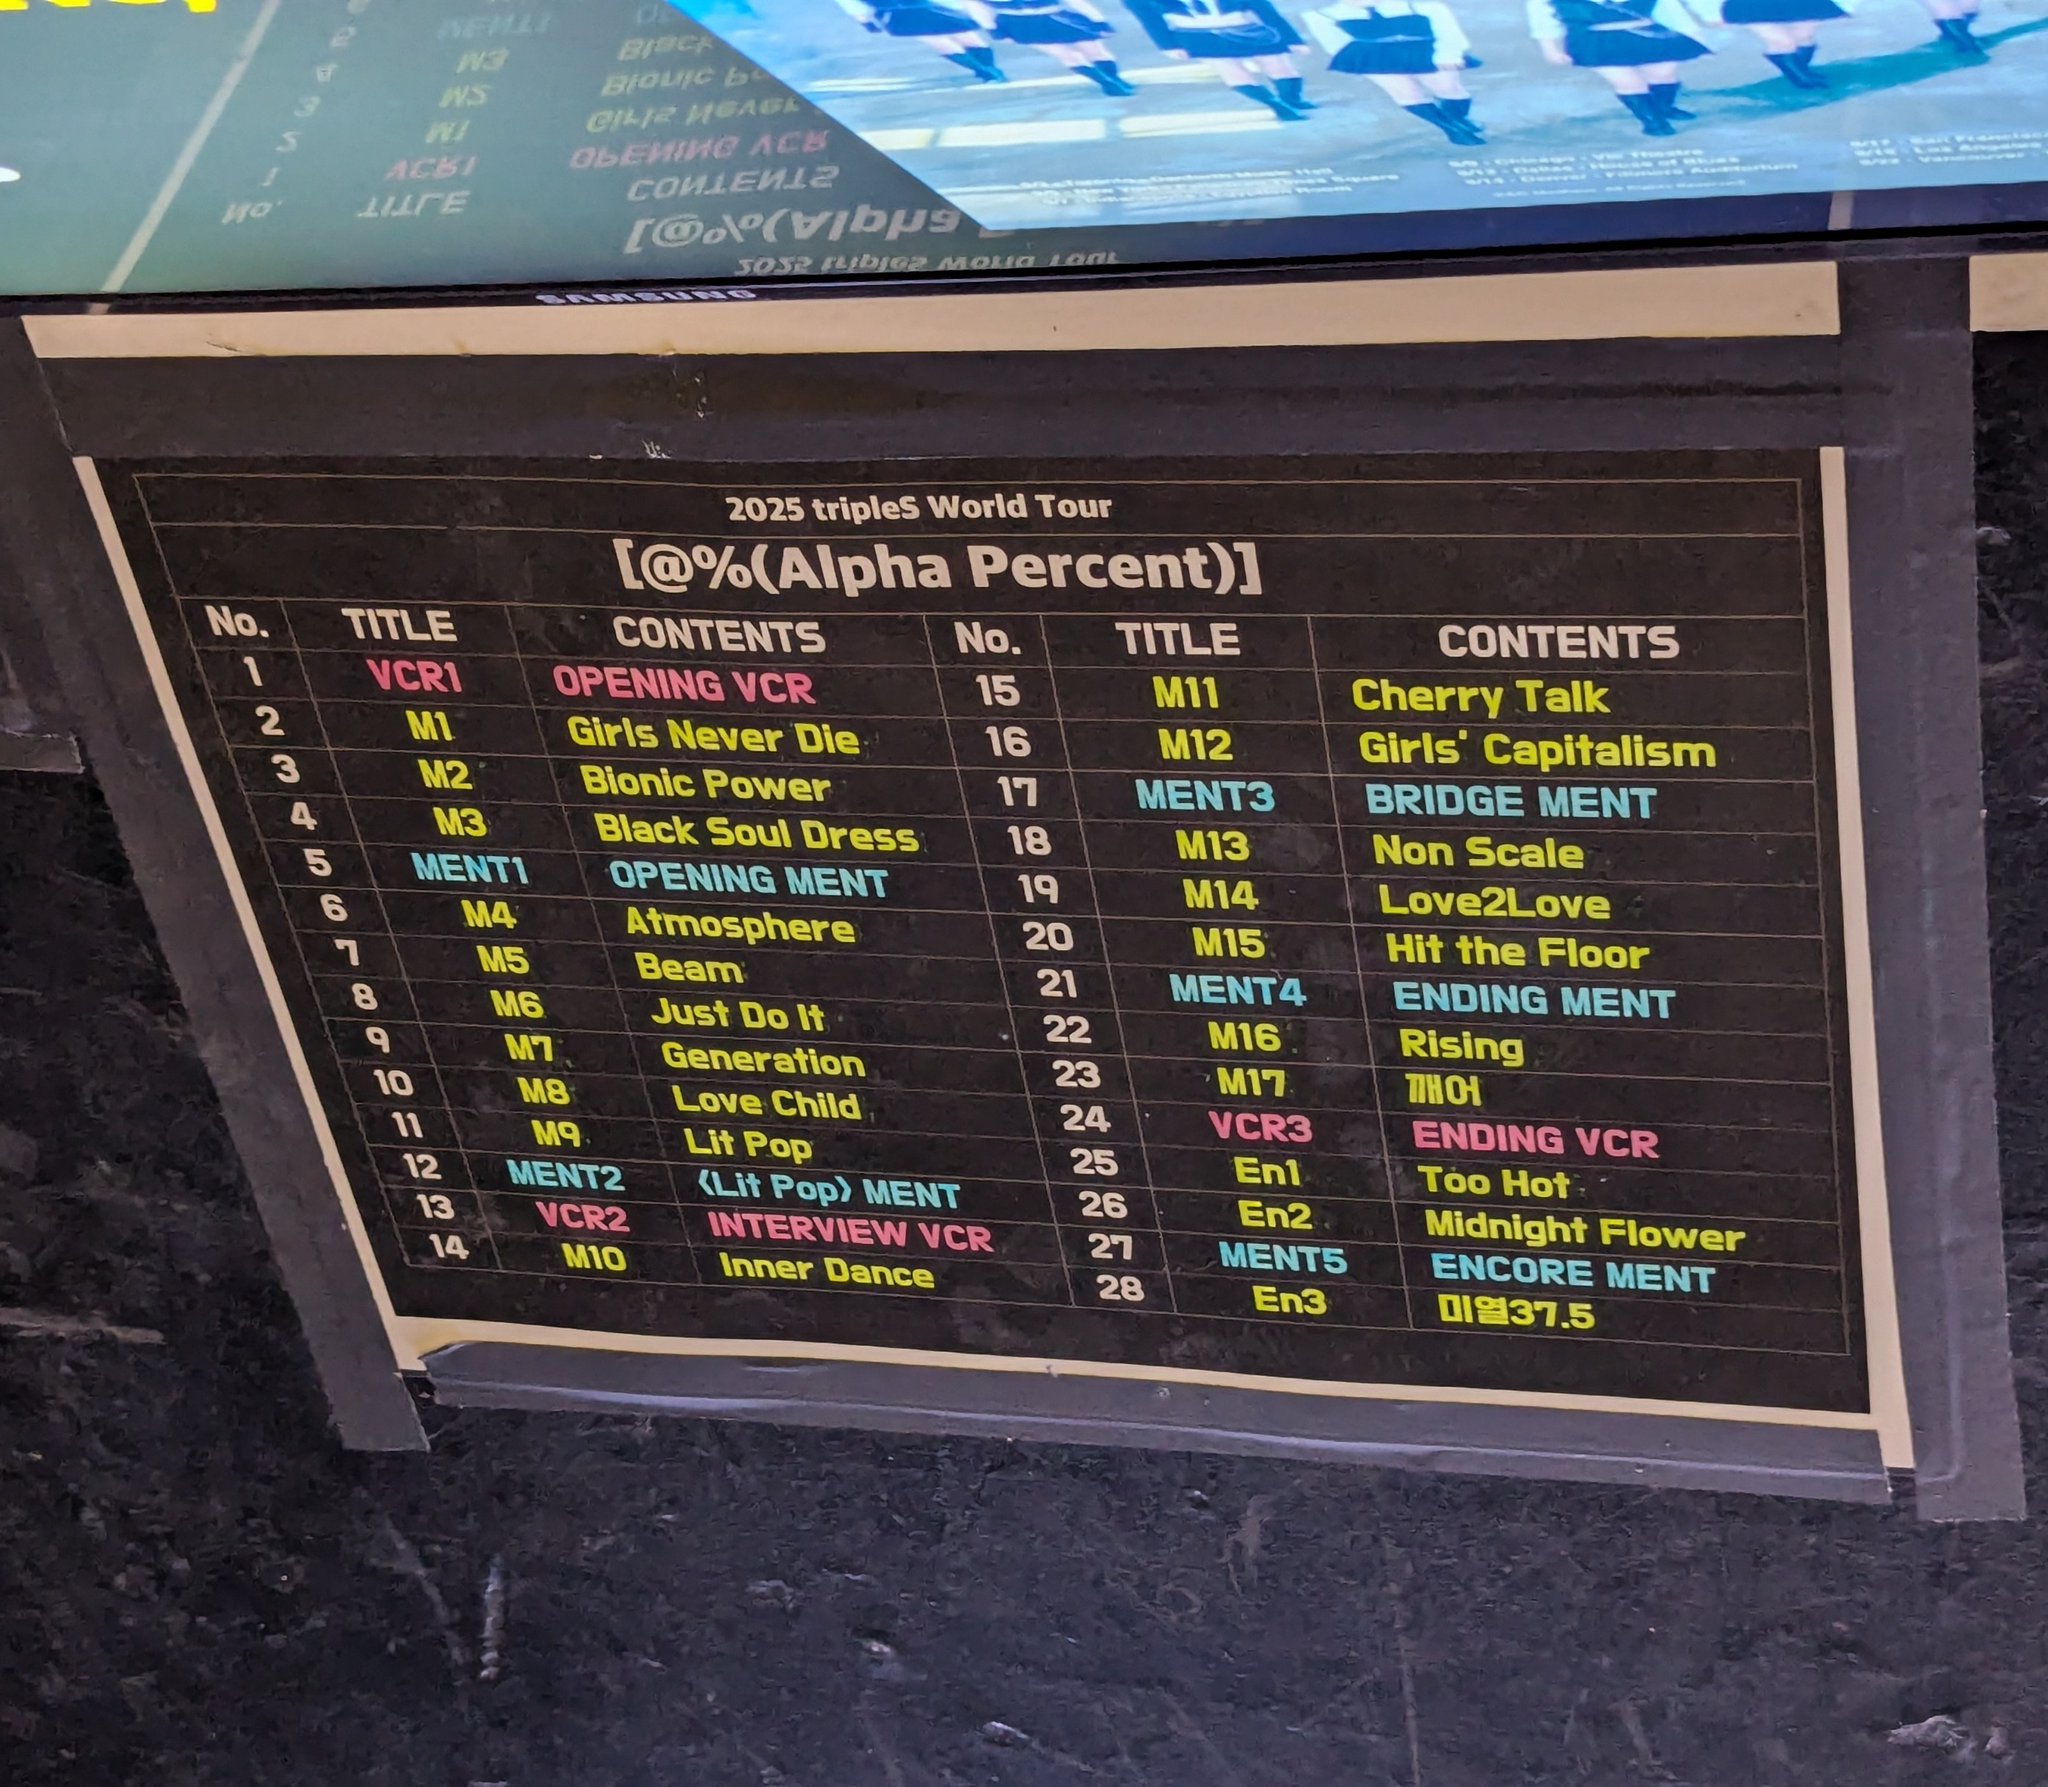 SAMSUNG
2025 tripleS World Tour
[@%(Alpha Percent)]
No. TITLE CONTENTS No. TITLE CONTENTS
1 VCR1 OPENING VCR 15 M11 Cherry Talk
2 M1 Girls Never Die 16 M12 Girls' Capitalism
3 M2 Bionic Power 17 MENT3 BRIDGE MENT
4 M3 Black Soul Dress 18 M13 Non Scale
5 MENT1 OPENING MENT 19 M14 Love2Love
6 M4 Atmosphere 20 M15 Hit the Floor
7 M5 Beam 21 MENT4 ENDING MENT
8 M6 Just Do It 22 M16 Rising
9 M7 Generation 23 M17 깨어
10 M8 Love Child 24 VCR3 ENDING VCR
11 M9 Lit Pop 25 En1 Too Hot
12 MENT2 〈Lit Pop〉 MENT 26 En2 Midnight Flower
13 VCR2 INTERVIEW VCR 27 MENT5 ENCORE MENT
14 M10 Inner Dance 28 En3 미열37.5